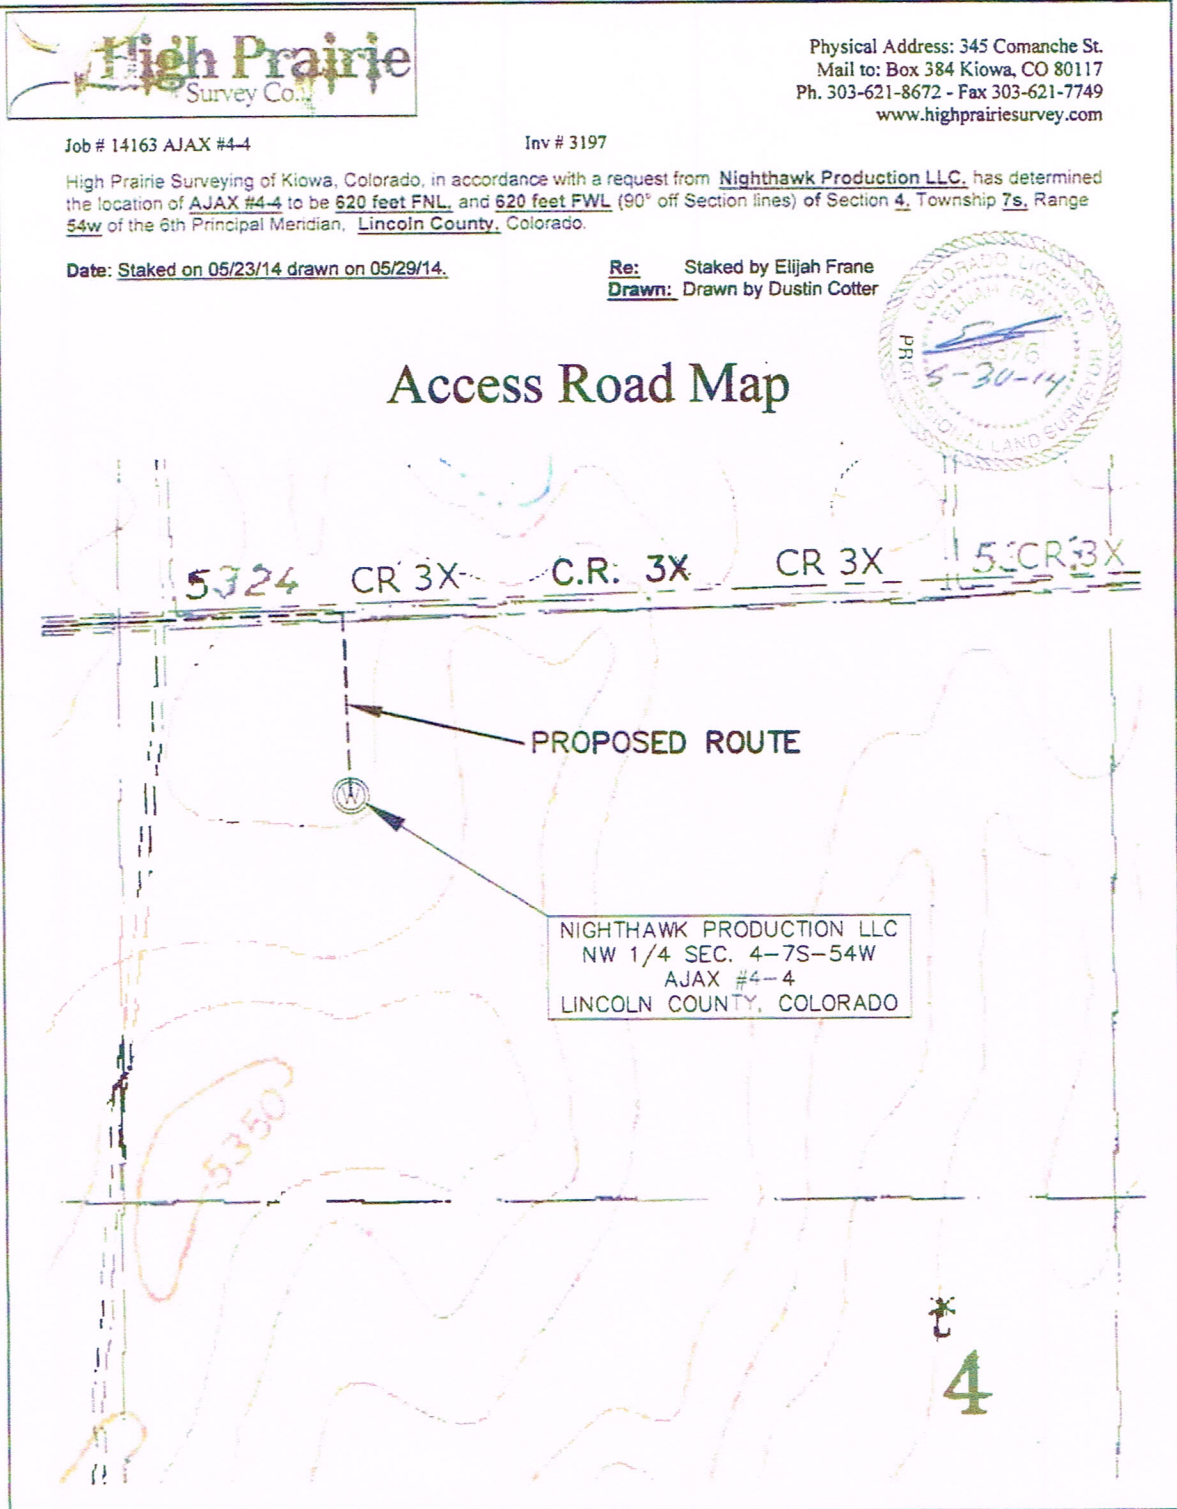 High Prairie
Survey Co.
Physical Address: 345 Comanche St.
Mail to: Box 384 Kiowa, CO 80117
Ph. 303-621-8672 - Fax 303-621-7749
www.highprairiesurvey.com
Job # 14163 AJAX #4-4
Inv # 3197
High Prairie Surveying of Kiowa, Colorado, in accordance with a request from Nighthawk Production LLC, has determined
the location of AJAX #4-4 to be 620 feet FNL, and 620 feet FWL (90° off Section lines) of Section 4, Township 7s, Range
54w of the 6th Principal Meridian, Lincoln County, Colorado.
Date: Staked on 05/23/14 drawn on 05/29/14.
Re: Staked by Elijah Frane
Drawn: Drawn by Dustin Cotter
COLORADO LICENSED
ELIJAH FRANE
5-30-14
PROFESSIONAL LAND SURVEYOR
Access Road Map
5324
CR 3X
C.R. 3X
CR 3X
CR 3X
PROPOSED ROUTE
W
NIGHTHAWK PRODUCTION LLC
NW 1/4 SEC. 4-7S-54W
AJAX #4-4
LINCOLN COUNTY, COLORADO
5350
4